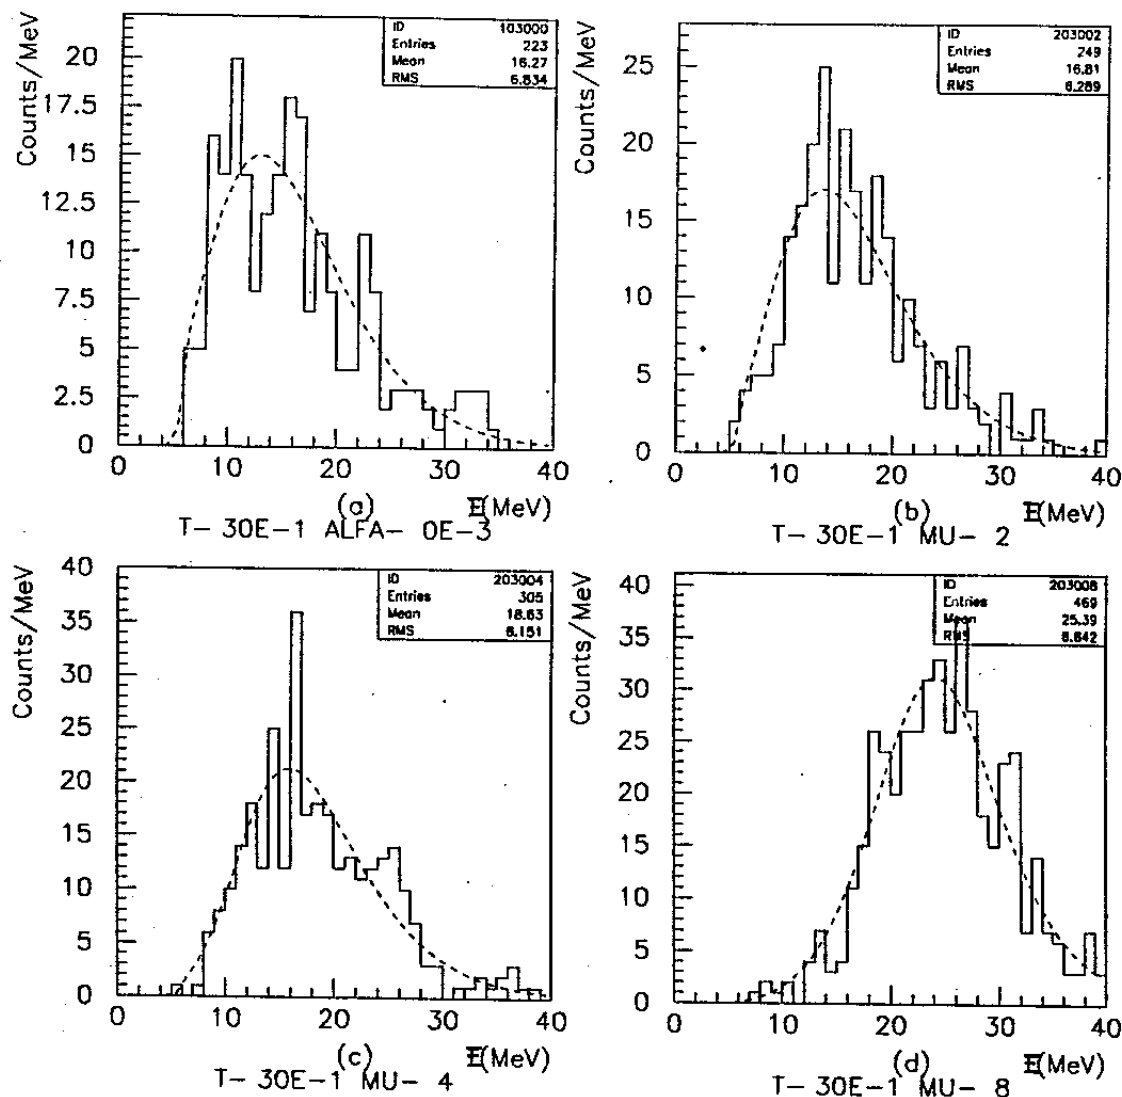 ID 103000
Entries 223
Mean 16.27
RMS 6.834
Counts/MeV
20
17.5
15
12.5
10
7.5
5
2.5
0
0 10 20 30 40
(a) E(MeV)
T- 30E-1 ALFA- 0E-3
ID 203002
Entries 249
Mean 16.81
RMS 6.289
Counts/MeV
25
20
15
10
5
0
0 10 20 30 40
(b) E(MeV)
T- 30E-1 MU- 2
ID 203004
Entries 305
Mean 18.63
RMS 6.151
Counts/MeV
40
35
30
25
20
15
10
5
0
0 10 20 30 40
(c) E(MeV)
T- 30E-1 MU- 4
ID
Entries 469
Mean 25.39
RMS
Counts/MeV
40
35
30
25
20
15
10
5
0
0 10 20 30 40
(d) E(MeV)
T- 30E-1 MU- 8